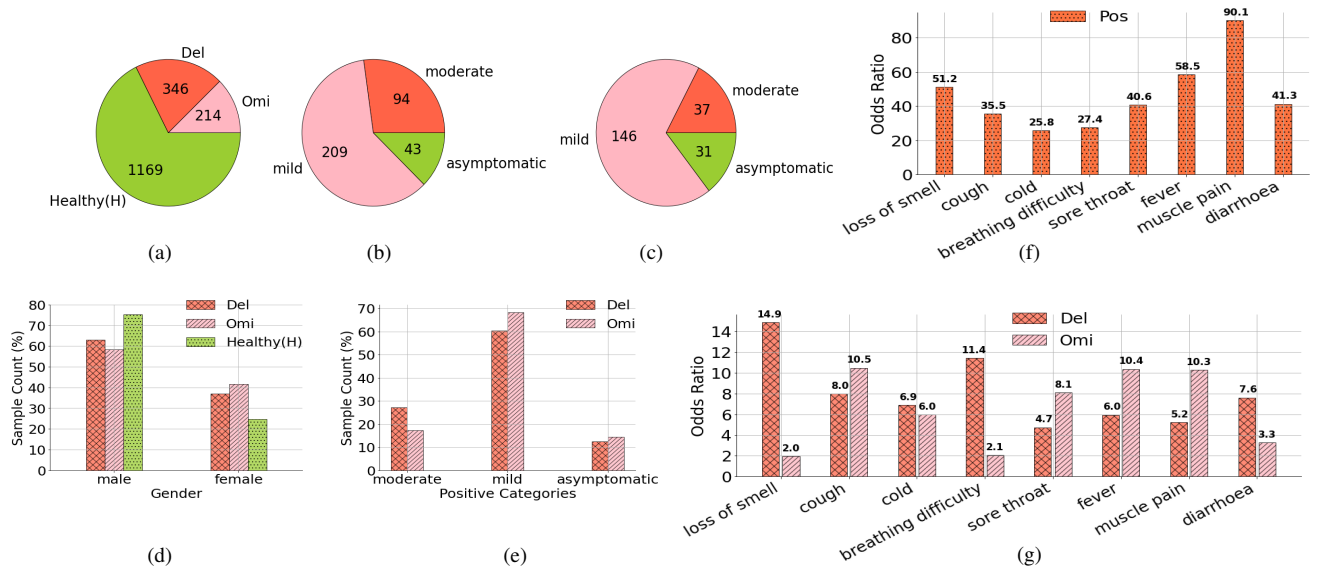 Del
346
Omi
214
1169
Healthy(H)
(a)
moderate
94
209
43
mild
asymptomatic
(b)
moderate
37
mild
146
31
asymptomatic
(c)
Pos
Odds Ratio
80
60
40
20
0
51.2
35.5
25.8
27.4
40.6
58.5
90.1
41.3
loss of smell
cough
cold
breathing difficulty
sore throat
fever
muscle pain
diarrhoea
(f)
Sample Count (%)
80
70
60
50
40
30
20
10
0
Del
Omi
Healthy(H)
male
female
Gender
(d)
Sample Count (%)
70
60
50
40
30
20
10
0
Del
Omi
moderate
mild
asymptomatic
Positive Categories
(e)
Odds Ratio
14
12
10
8
6
4
2
0
Del
Omi
14.9
2.0
8.0
10.5
6.9
6.0
11.4
2.1
4.7
8.1
6.0
10.4
5.2
10.3
7.6
3.3
loss of smell
cough
cold
breathing difficulty
sore throat
fever
muscle pain
diarrhoea
(g)